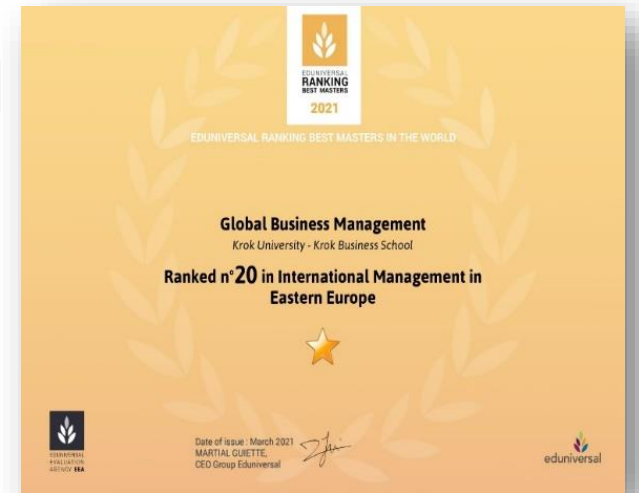 EDUNIVERSAL
RANKING
BEST MASTERS
2021
EDUNIVERSAL RANKING BEST MASTERS IN THE WORLD
Global Business Management
Krok University - Krok Business School
Ranked n°20 in International Management in
Eastern Europe
EDUNIVERSAL
EVALUATION
AGENCY EEA
Date of issue : March 2021
MARTIAL GUIETTE,
CEO Group Eduniversal
eduniversal